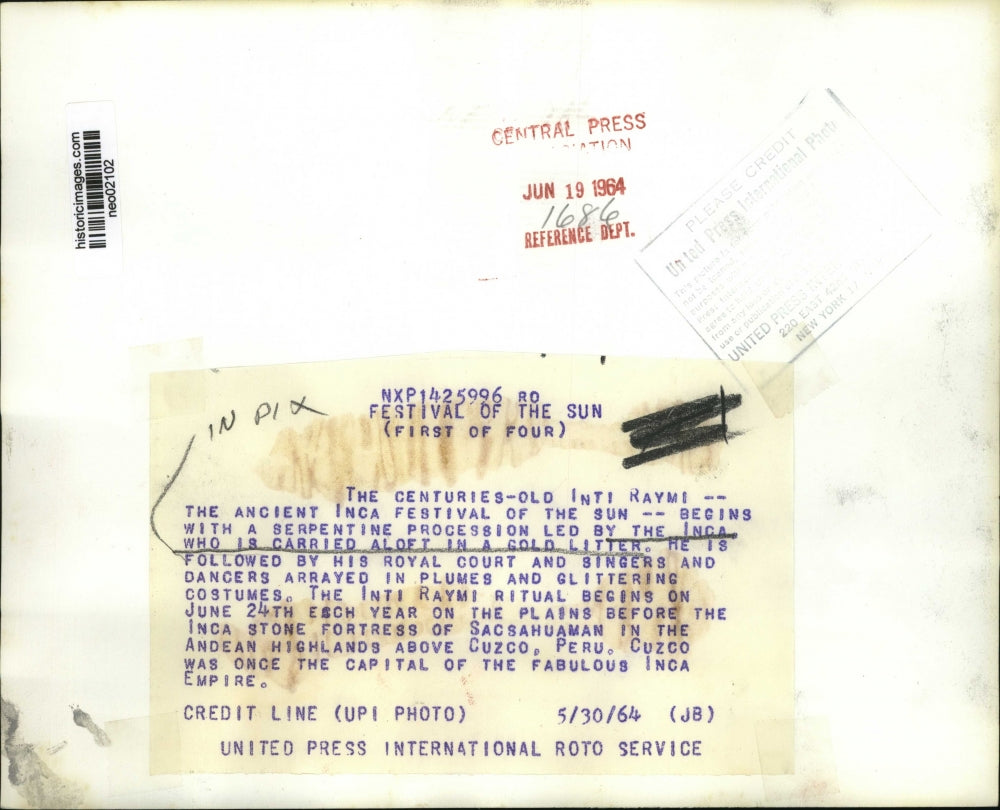 historicimages.com
neo02102
CENTRAL PRESS
JUN 19 1964
1686
REFERENCE DEPT.
PLEASE CREDIT
United Press International Photo
UNITED PRESS
220 EAST
NEW YORK 17
IN PIX
NXP1425996 RO
FESTIVAL OF THE SUN
(FIRST OF FOUR)
THE CENTURIES-OLD INTI RAYMI --
THE ANCIENT INCA FESTIVAL OF THE SUN -- BEGINS
WITH A SERPENTINE PROCESSION LED BY THE INCA
WHO IS CARRIED ALOFT IN A GOLD LITTER. HE IS
FOLLOWED BY HIS ROYAL COURT AND SINGERS AND
DANCERS ARRAYED IN PLUMES AND GLITTERING
COSTUMES. THE INTI RAYMI RITUAL BEGINS ON
JUNE 24TH EACH YEAR ON THE PLAINS BEFORE THE
INCA STONE FORTRESS OF SACSAHUAMAN IN THE
ANDEAN HIGHLANDS ABOVE CUZCO, PERU. CUZCO
WAS ONCE THE CAPITAL OF THE FABULOUS INCA
EMPIRE.
CREDIT LINE (UPI PHOTO) 5/30/64 (JB)
UNITED PRESS INTERNATIONAL ROTO SERVICE